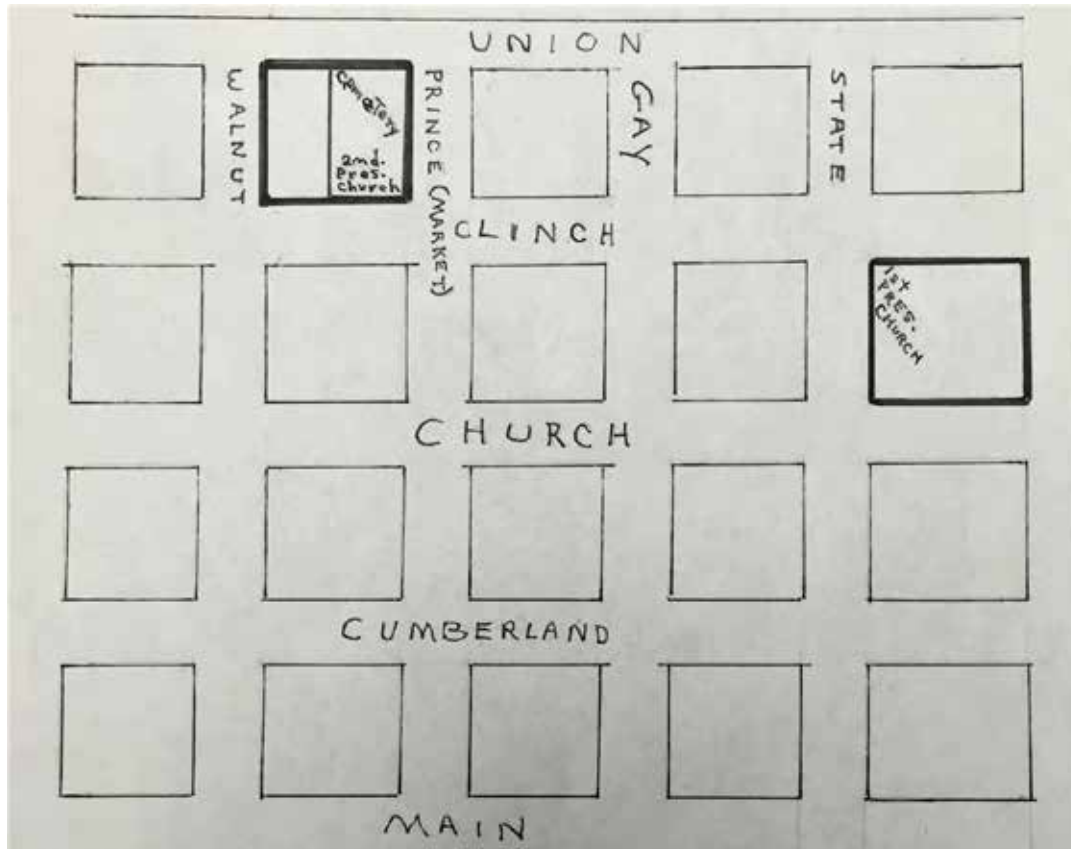 UNION
WALNUT
Cemetery
2nd.
Pres.
Church
PRINCE (MARKET)
GAY
STATE
CLINCH
1st
PRES.
CHURCH
CHURCH
CUMBERLAND
MAIN